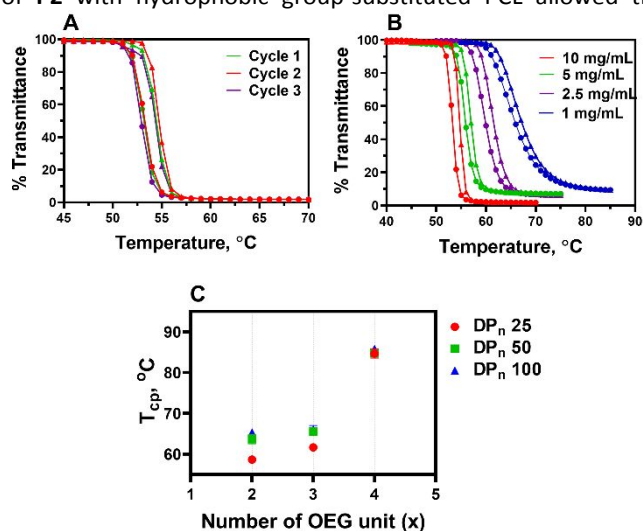 of P2 with hydrophobic group-substituted PCL allowed
A
% Transmittance
100
80
60
40
20
0
Cycle 1
Cycle 2
Cycle 3
45 50 55 60 65 70
Temperature, °C
B
% Transmittance
100
80
60
40
20
0
10 mg/mL
5 mg/mL
2.5 mg/mL
1 mg/mL
40 50 60 70 80 90
Temperature, °C
C
Tcp, °C
90
80
70
60
DPn 25
DPn 50
DPn 100
1 2 3 4 5
Number of OEG unit (x)